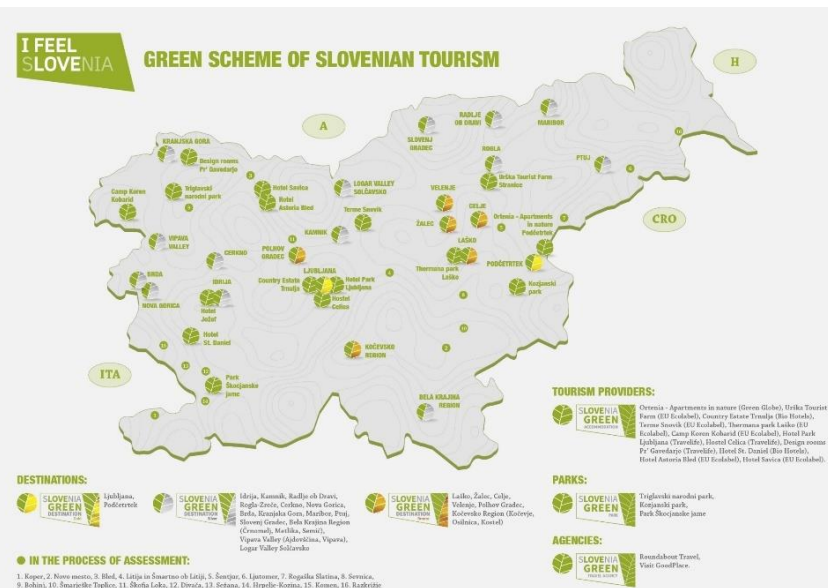 I FEEL
SLOVENIA
GREEN SCHEME OF SLOVENIAN TOURISM
H
A
CRO
ITA
KRANJSKA GORA
Design rooms
Pr' Gavedarjo
Triglavski
narodni park
Camp Koren
Kobarid
Hotel Savica
Hotel
Astoria Bled
LOGAR VALLEY
SOLČAVSKO
Terme Snovik
SLOVENJ
GRADEC
RADLJE
OB DRAVI
MARIBOR
ROGLA
Urška Tourist Farm
Stranice
PTUJ
VELENJE
CELJE
ŽALEC
Ortenia - Apartments
in nature
Podčetrtek
LAŠKO
Thermana park
Laško
PODČETRTEK
Kozjanski
park
VIPAVA
VALLEY
CERKNO
POLHOV
GRADEC
KAMNIK
BRDA
NOVA GORICA
IDRIJA
Hotel
Jožef
LJUBLJANA
Country Estate
Trnulja
Hotel Park
Ljubljana
Hostel
Celica
Hotel
St. Daniel
KOČEVSKO
REGION
Park
Škocjanske
jame
BELA KRAJINA
REGION
TOURISM PROVIDERS:
SLOVENIA
GREEN
ACCOMMODATION
Ortenia - Apartments in nature (Green Globe), Urška Tourist
Farm (EU Ecolabel), Country Estate Trnulja (Bio Hotels),
Terme Snovik (EU Ecolabel), Thermana park Laško (EU
Ecolabel), Camp Koren Kobarid (EU Ecolabel), Hotel Park
Ljubljana (Travelife), Hostel Celica (Travelife), Design rooms
Pr' Gavedarjo (Travelife), Hotel St. Daniel (Bio Hotels),
Hotel Astoria Bled (EU Ecolabel), Hotel Savica (EU Ecolabel).
DESTINATIONS:
SLOVENIA
GREEN
DESTINATION
Ljubljana,
Podčetrtek
SLOVENIA
GREEN
DESTINATION
Idrija, Kamnik, Radlje ob Dravi,
Rogla-Zreče, Cerkno, Nova Gorica,
Brda, Kranjska Gora, Maribor, Ptuj,
Slovenj Gradec, Bela Krajina Region
(Črnomelj, Metlika, Semič),
Vipava Valley (Ajdovščina, Vipava),
Logar Valley Solčavsko
SLOVENIA
GREEN
DESTINATION
Laško, Žalec, Celje,
Velenje, Polhov Gradec,
Kočevsko Region (Kočevje,
Osilnica, Kostel)
PARKS:
SLOVENIA
GREEN
Triglavski narodni park,
Kozjanski park,
Park Škocjanske jame
AGENCIES:
SLOVENIA
GREEN
TRAVEL AGENCY
Roundabout Travel,
Visit GoodPlace.
IN THE PROCESS OF ASSESSMENT:
1. Koper, 2. Novo mesto, 3. Bled, 4. Litija in Šmartno ob Litiji, 5. Šentjur, 6. Ljutomer, 7. Rogaška Slatina, 8. Sevnica,
9. Bohinj, 10. Šmarješke Toplice, 11. Škofja Loka, 12. Divača, 13. Sežana, 14. Hrpelje-Kozina, 15. Komen, 16. Razkrižje